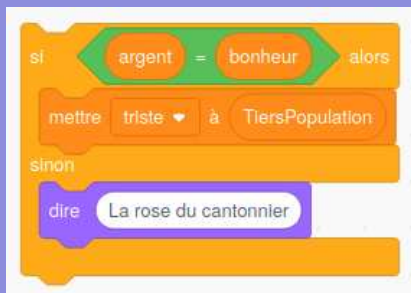 si argent = bonheur alors
mettre triste à TiersPopulation
sinon
dire La rose du cantonnier